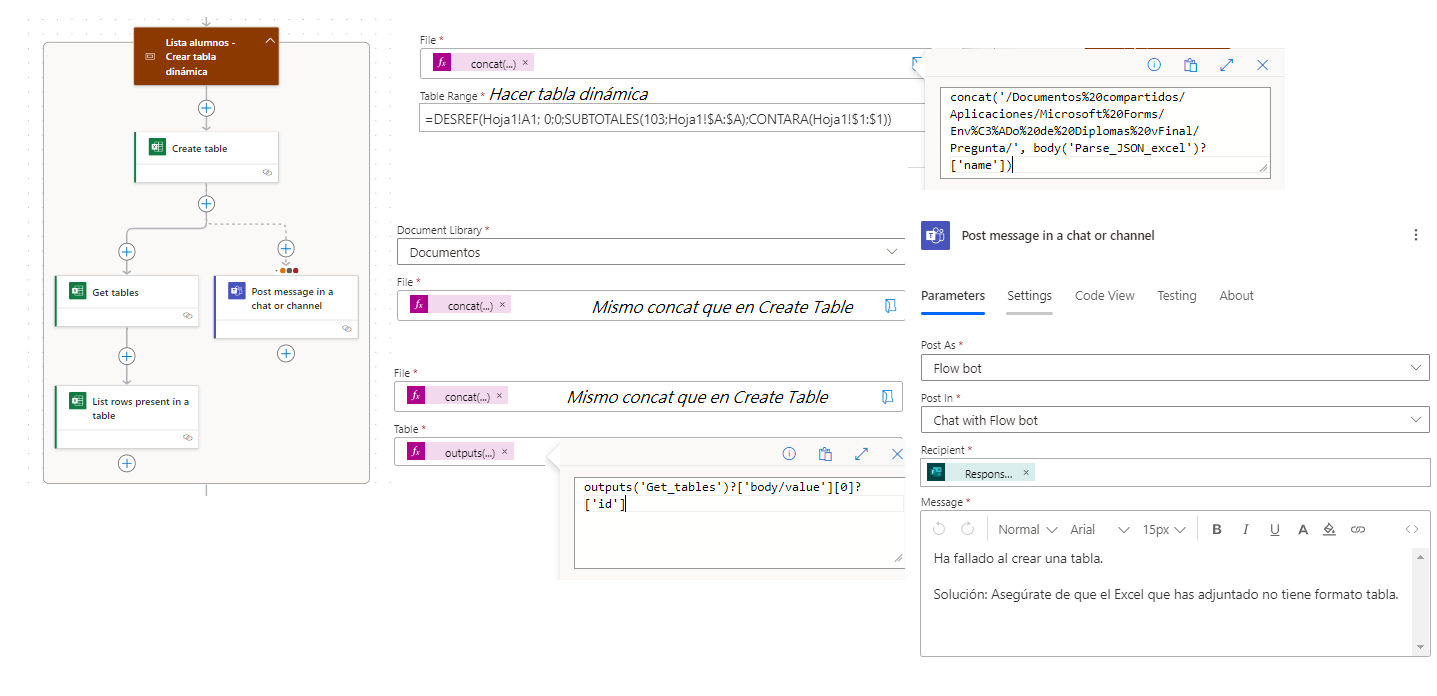 Lista alumnos -
Crear tabla
dinámica
Create table
Get tables
Post message in a
chat or channel
List rows present in a
table
File *
concat(...) ×
Table Range * Hacer tabla dinámica
=DESREF(Hoja1!A1; 0;0;SUBTOTALES(103;Hoja1!$A:$A);CONTARA(Hoja1!$1:$1))
concat('/Documentos%20compartidos/
Aplicaciones/Microsoft%20Forms/
Env%C3%ADo%20de%20Diplomas%20vFinal/
Pregunta/', body('Parse_JSON_excel')?
['name'])
Document Library *
Documentos
File *
concat(...) × Mismo concat que en Create Table
File *
concat(...) × Mismo concat que en Create Table
Table *
outputs(...) ×
outputs('Get_tables')?['body/value'][0]?
['id']
Post message in a chat or channel
Parameters Settings Code View Testing About
Post As *
Flow bot
Post In *
Chat with Flow bot
Recipient *
Respons... ×
Message *
Normal Arial 15px B I U A
Ha fallado al crear una tabla.
Solución: Asegúrate de que el Excel que has adjuntado no tiene formato tabla.